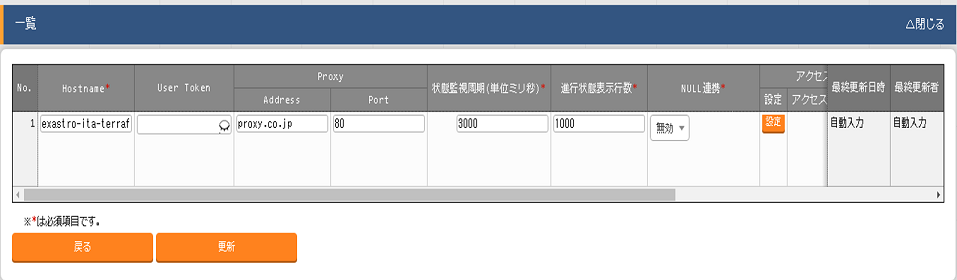 一覧 △閉じる
No. Hostname* User Token Proxy Address Port 状態監視周期(単位ミリ秒)* 進行状態表示行数* NULL連携* アクセス 設定 アクセス 最終更新日時 最終更新者
1 exastro-ita-terraf proxy.co.jp 80 3000 1000 無効 設定 自動入力 自動入力
※*は必須項目です。
戻る 更新